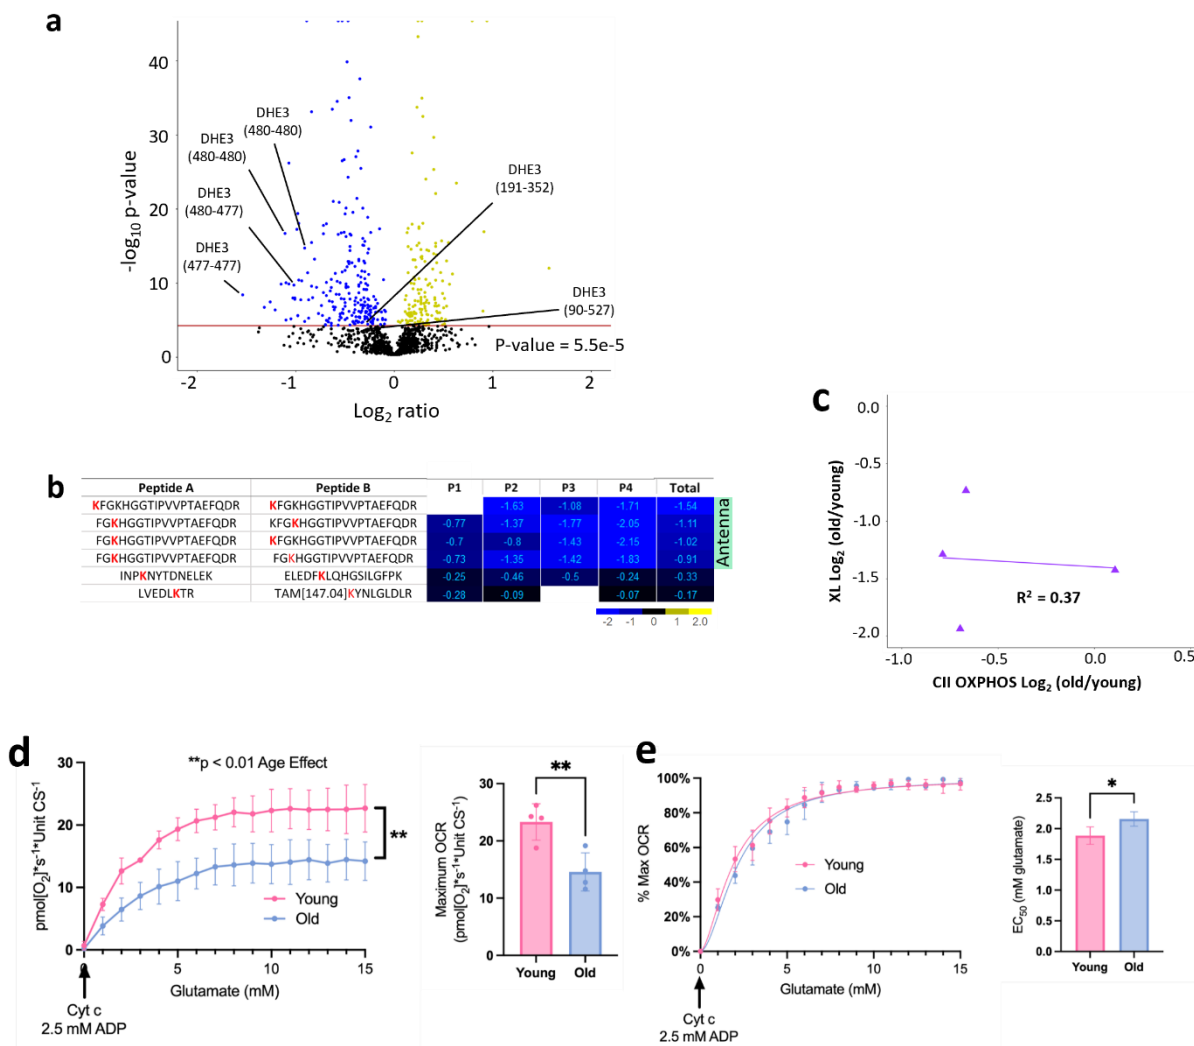 a
-log10 p-value
40
30
20
10
0
DHE3
(480-480)
DHE3
(480-480)
DHE3
(480-477)
DHE3
(477-477)
DHE3
(191-352)
DHE3
(90-527)
P-value = 5.5e-5
-2 -1 0 1 2
Log2 ratio
b
Peptide A Peptide B P1 P2 P3 P4 Total
KFGKHGGTIPVVPTAEFQDR KFGKHGGTIPVVPTAEFQDR -1.63 -1.08 -1.71 -1.54
FGKHGGTIPVVPTAEFQDR KFGKHGGTIPVVPTAEFQDR -0.77 -1.37 -1.77 -2.05 -1.11
FGKHGGTIPVVPTAEFQDR KFGKHGGTIPVVPTAEFQDR -0.7 -0.8 -1.43 -2.15 -1.02
FGKHGGTIPVVPTAEFQDR FGKHGGTIPVVPTAEFQDR -0.73 -1.35 -1.42 -1.83 -0.91
INPKNYTDNELEK ELEDFKLQHGSILGFPK -0.25 -0.46 -0.5 -0.24 -0.33
LVEDLKTR TAM[147.04]KYNLGLDLR -0.28 -0.09 -0.07 -0.17
Antenna
-2 -1 0 1 2.0
c
XL Log2 (old/young)
0.0
-0.5
-1.0
-1.5
-2.0
R2 = 0.37
-1.0 -0.5 0.0 0.5
CII OXPHOS Log2 (old/young)
d
pmol[O2]*s-1*Unit CS-1
30
20
10
0
**p < 0.01 Age Effect
**
Young
Old
0 5 10 15
Glutamate (mM)
Cyt c
2.5 mM ADP
Maximum OCR
(pmol[O2]*s-1*Unit CS-1)
30
20
10
0
**
Young Old
e
% Max OCR
100%
80%
60%
40%
20%
0%
Young
Old
0 5 10 15
Glutamate (mM)
Cyt c
2.5 mM ADP
EC50 (mM glutamate)
2.5
2.0
1.5
1.0
0.5
0.0
*
Young Old